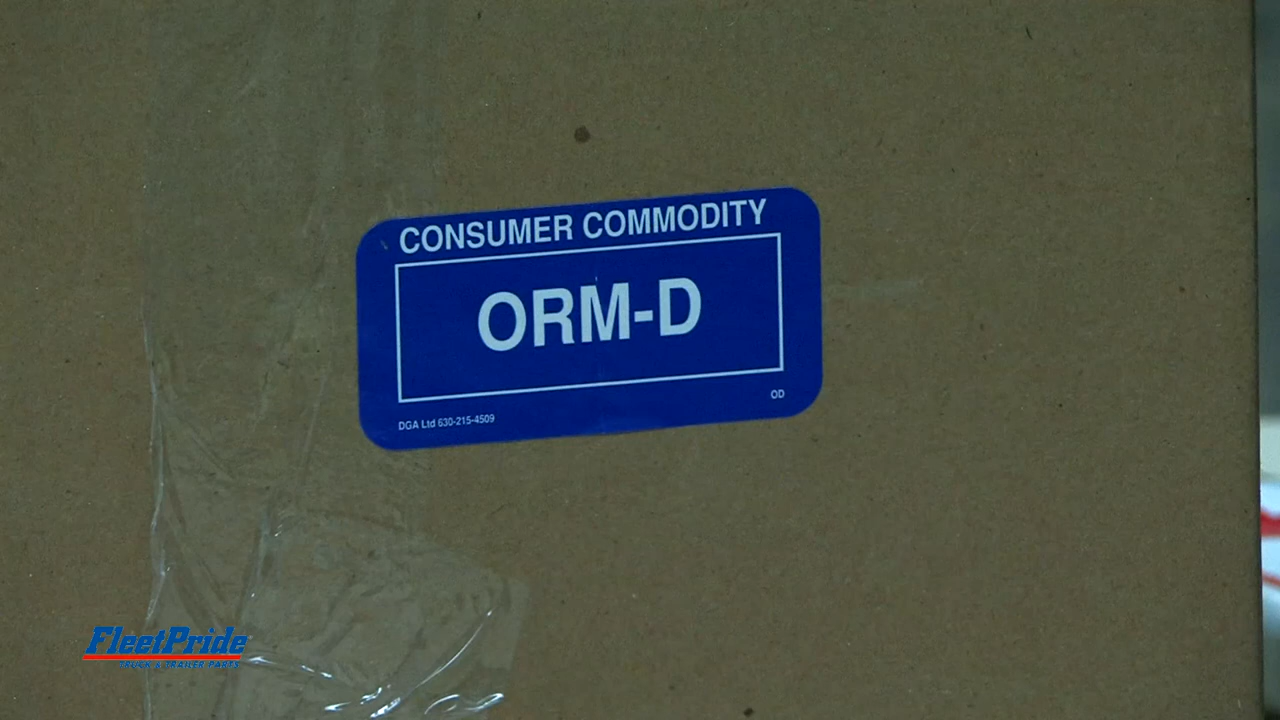 CONSUMER COMMODITY
ORM-D
OD
DGA Ltd 630-215-4509
FleetPride
TRUCK & TRAILER PARTS